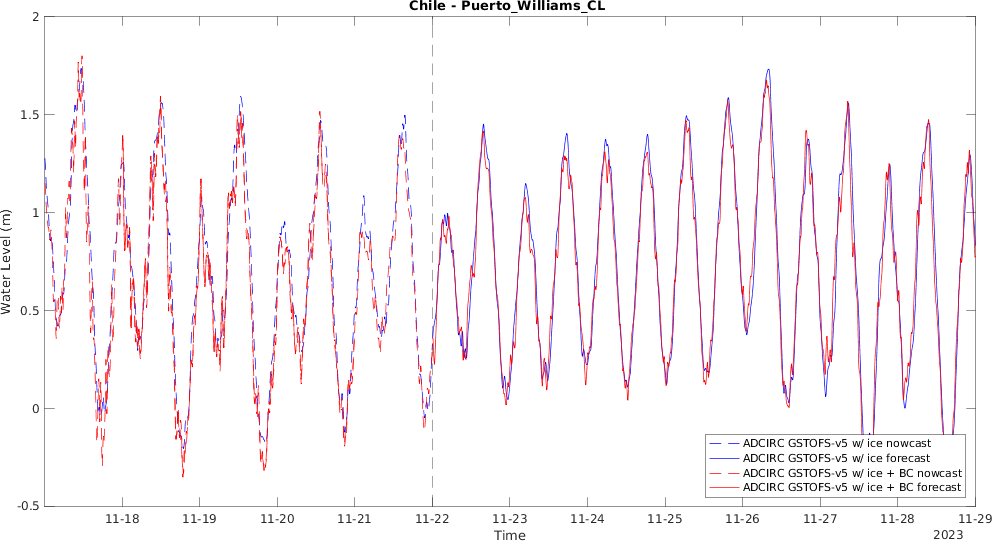 Chile - Puerto_Williams_CL
2
1.5
1
0.5
0
-0.5
Water Level (m)
ADCIRC GSTOFS-v5 w/ ice nowcast
ADCIRC GSTOFS-v5 w/ ice forecast
ADCIRC GSTOFS-v5 w/ ice + BC nowcast
ADCIRC GSTOFS-v5 w/ ice + BC forecast
11-18 11-19 11-20 11-21 11-22 11-23 11-24 11-25 11-26 11-27 11-28 11-29
Time
2023